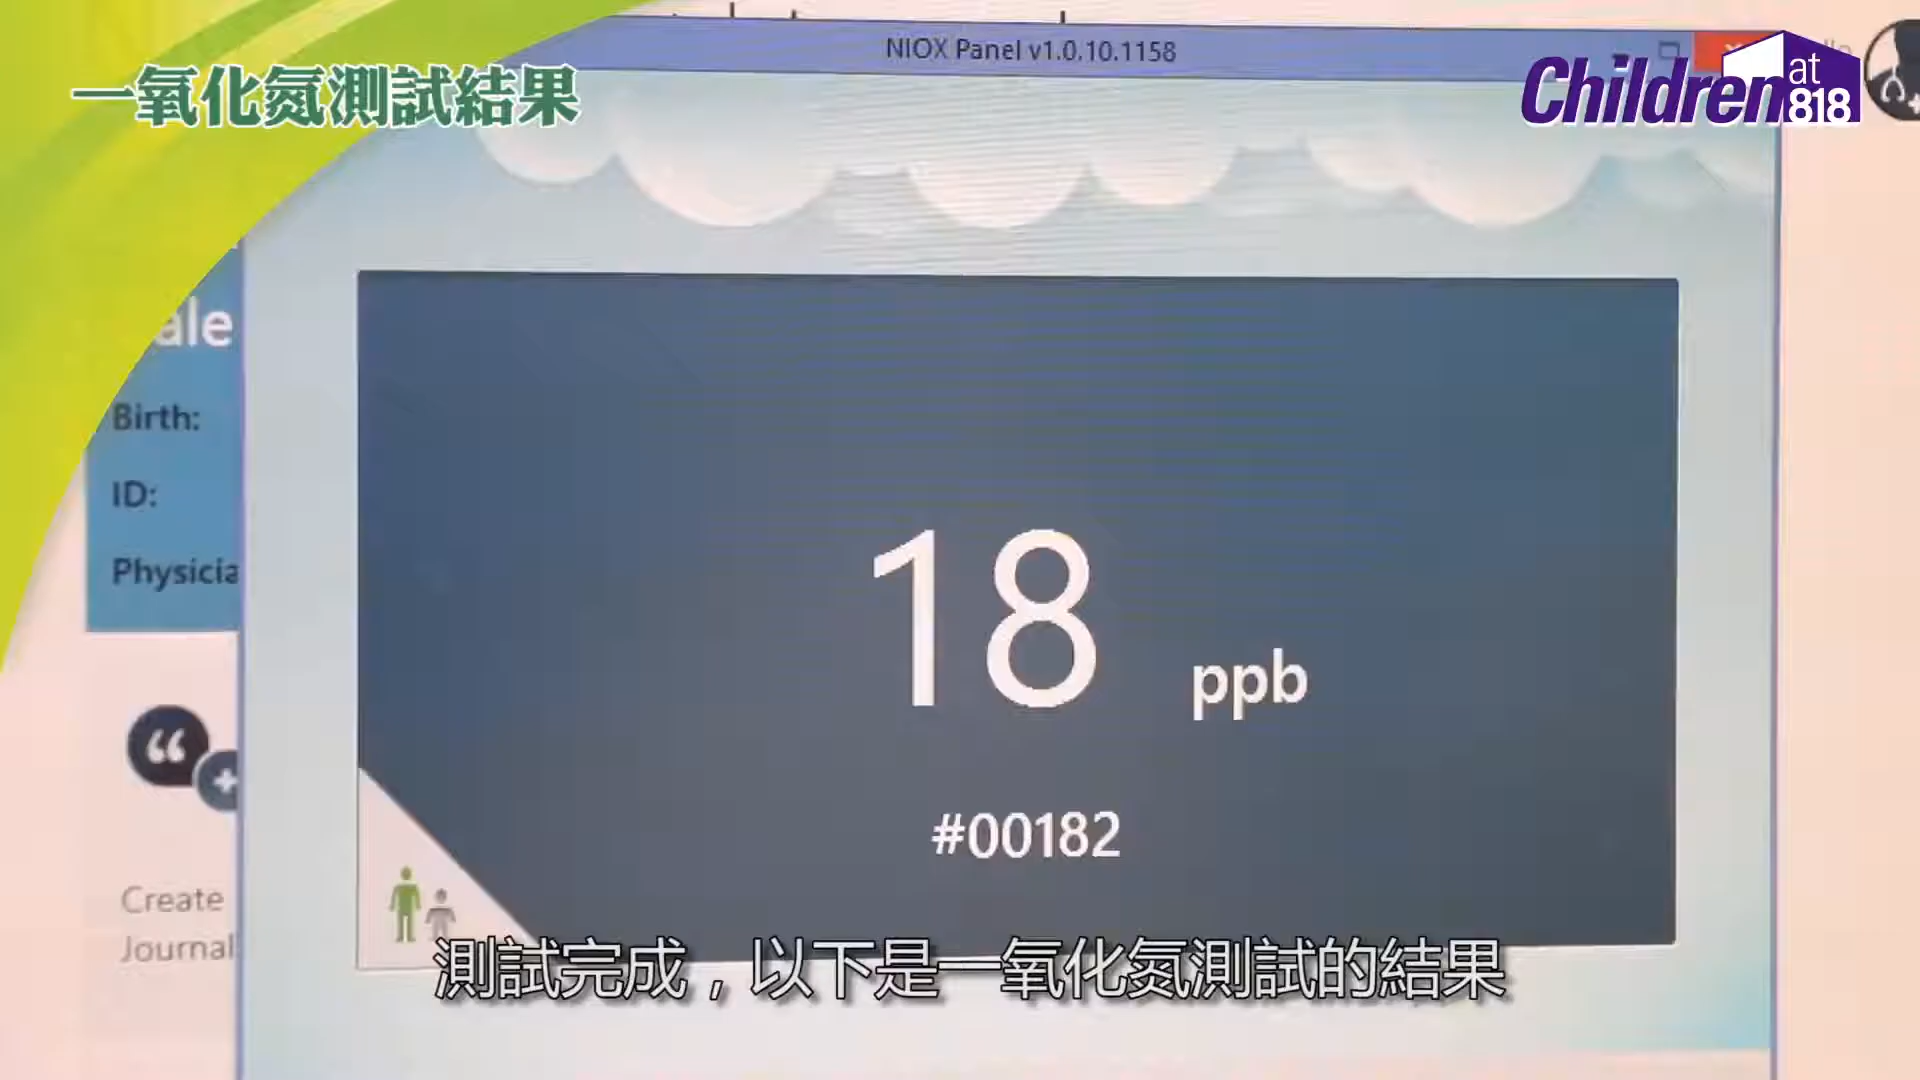 NIOX Panel v1.0.10.1158
一氧化氮測試結果
Children at 818
ale
Birth:
ID:
Physicia
18 ppb
#00182
Create
Journal
測試完成，以下是一氧化氮測試的結果